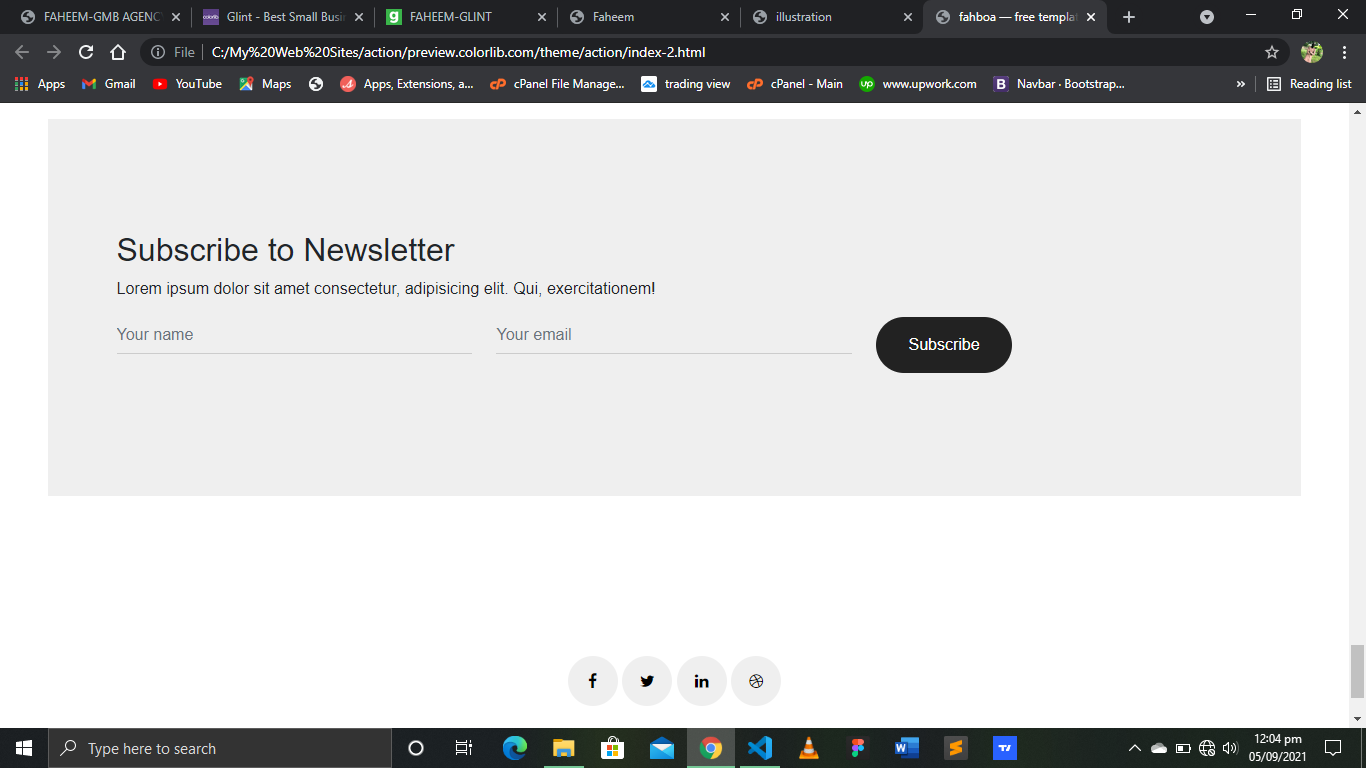 FAHEEM-GMB AGENC
Glint - Best Small Busi
FAHEEM-GLINT
Faheem
illustration
fahboa — free templat
File
C:/My%20Web%20Sites/action/preview.colorlib.com/theme/action/index-2.html
Apps
Gmail
YouTube
Maps
Apps, Extensions, a...
cPanel File Manage...
trading view
cPanel - Main
www.upwork.com
Navbar · Bootstrap...
»
Reading list
Subscribe to Newsletter
Lorem ipsum dolor sit amet consectetur, adipisicing elit. Qui, exercitationem!
Your name
Your email
Subscribe
Type here to search
12:04 pm
05/09/2021